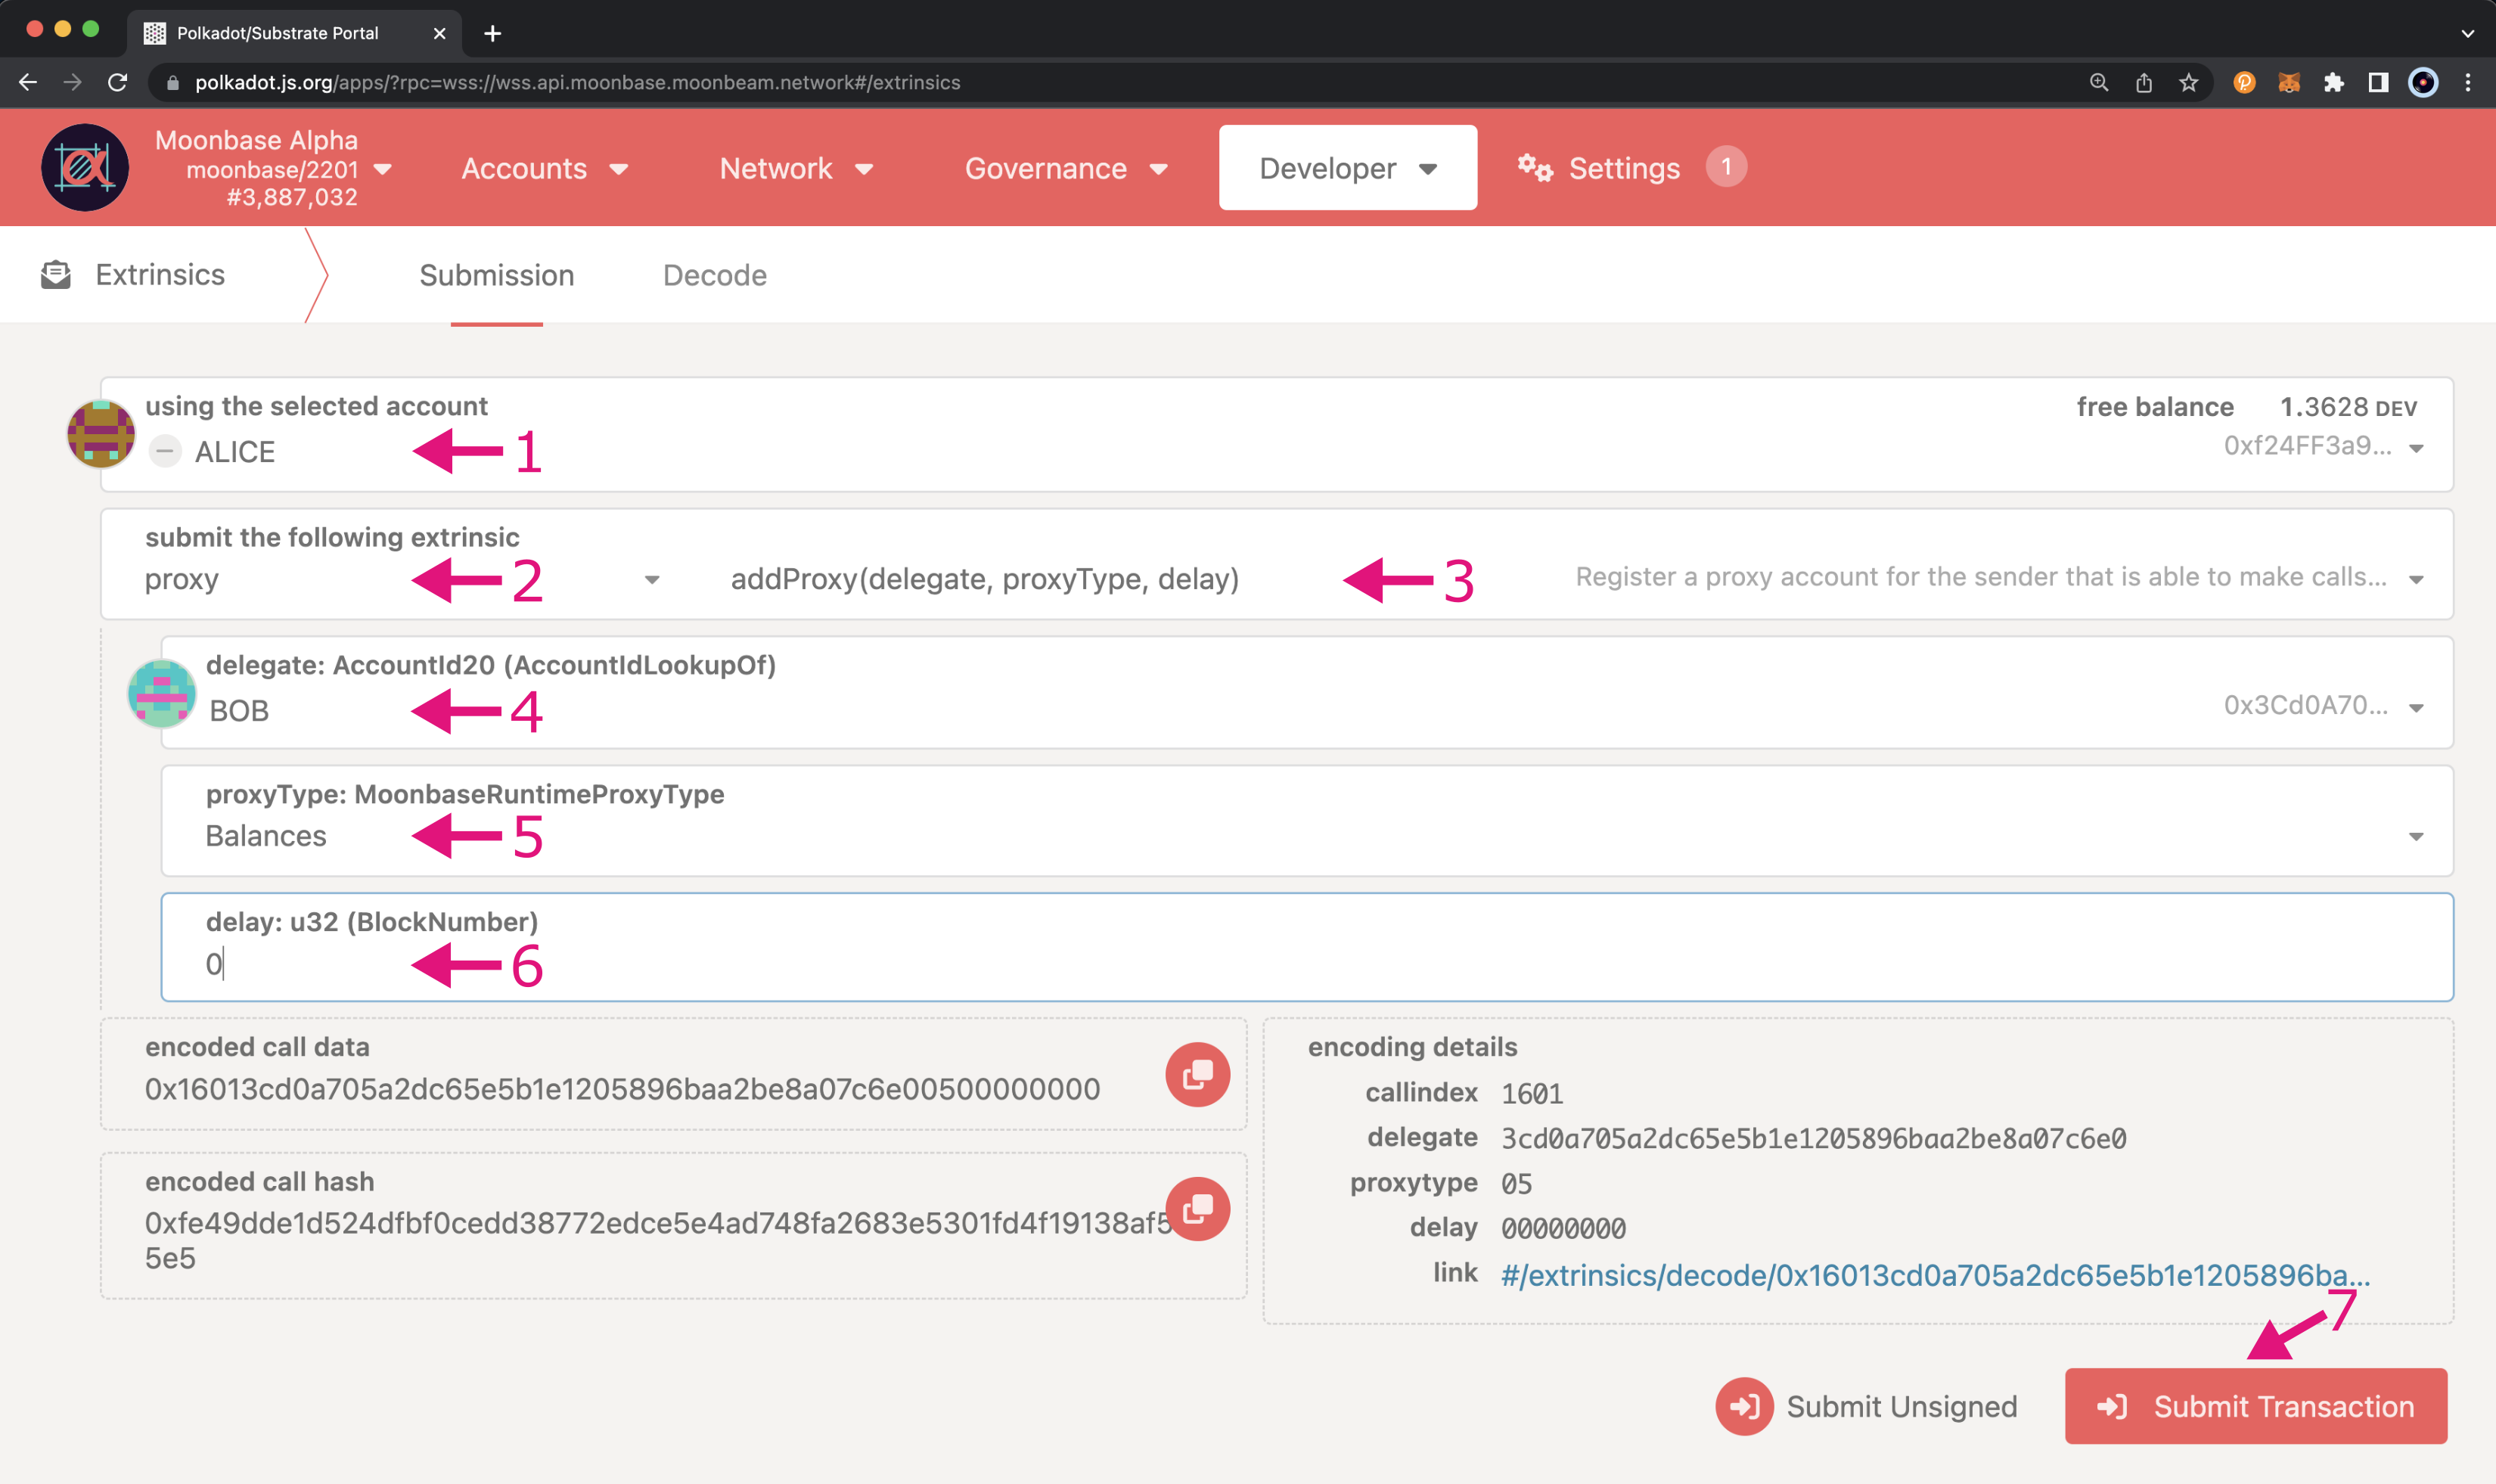 Polkadot/Substrate Portal
polkadot.js.org/apps/?rpc=wss://wss.api.moonbase.moonbeam.network#/extrinsics
Moonbase Alpha
moonbase/2201
#3,887,032
Accounts
Network
Governance
Developer
Settings
1
Extrinsics
Submission
Decode
using the selected account
free balance 1.3628 DEV
ALICE
1
0xf24FF3a9...
submit the following extrinsic
proxy
2
addProxy(delegate, proxyType, delay)
3
Register a proxy account for the sender that is able to make calls...
delegate: AccountId20 (AccountIdLookupOf)
BOB
4
0x3Cd0A70...
proxyType: MoonbaseRuntimeProxyType
Balances
5
delay: u32 (BlockNumber)
0
6
encoded call data
0x16013cd0a705a2dc65e5b1e1205896baa2be8a07c6e00500000000
encoded call hash
0xfe49dde1d524dfbf0cedd38772edce5e4ad748fa2683e5301fd4f19138af5
5e5
encoding details
callindex 1601
delegate 3cd0a705a2dc65e5b1e1205896baa2be8a07c6e0
proxytype 05
delay 00000000
link #/extrinsics/decode/0x16013cd0a705a2dc65e5b1e1205896ba...
7
Submit Unsigned
Submit Transaction